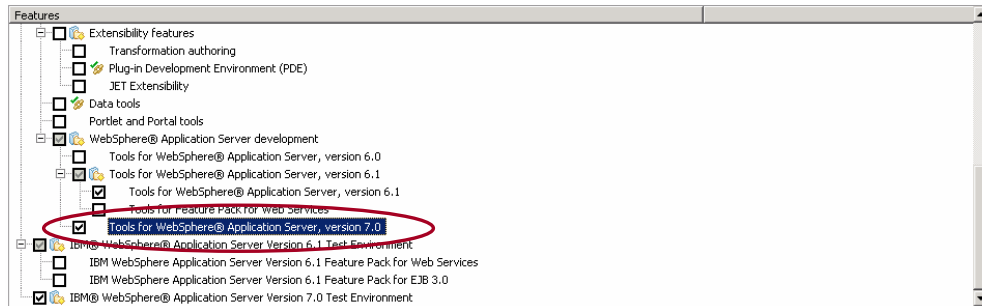 Features
Extensibility features
Transformation authoring
Plug-in Development Environment (PDE)
JET Extensibility
Data tools
Portlet and Portal tools
WebSphere® Application Server development
Tools for WebSphere® Application Server, version 6.0
Tools for WebSphere® Application Server, version 6.1
Tools for WebSphere® Application Server, version 6.1
Tools for Feature Pack for Web Services
Tools for WebSphere® Application Server, version 7.0
IBM® WebSphere® Application Server Version 6.1 Test Environment
IBM WebSphere Application Server Version 6.1 Feature Pack for Web Services
IBM WebSphere Application Server Version 6.1 Feature Pack for EJB 3.0
IBM® WebSphere® Application Server Version 7.0 Test Environment